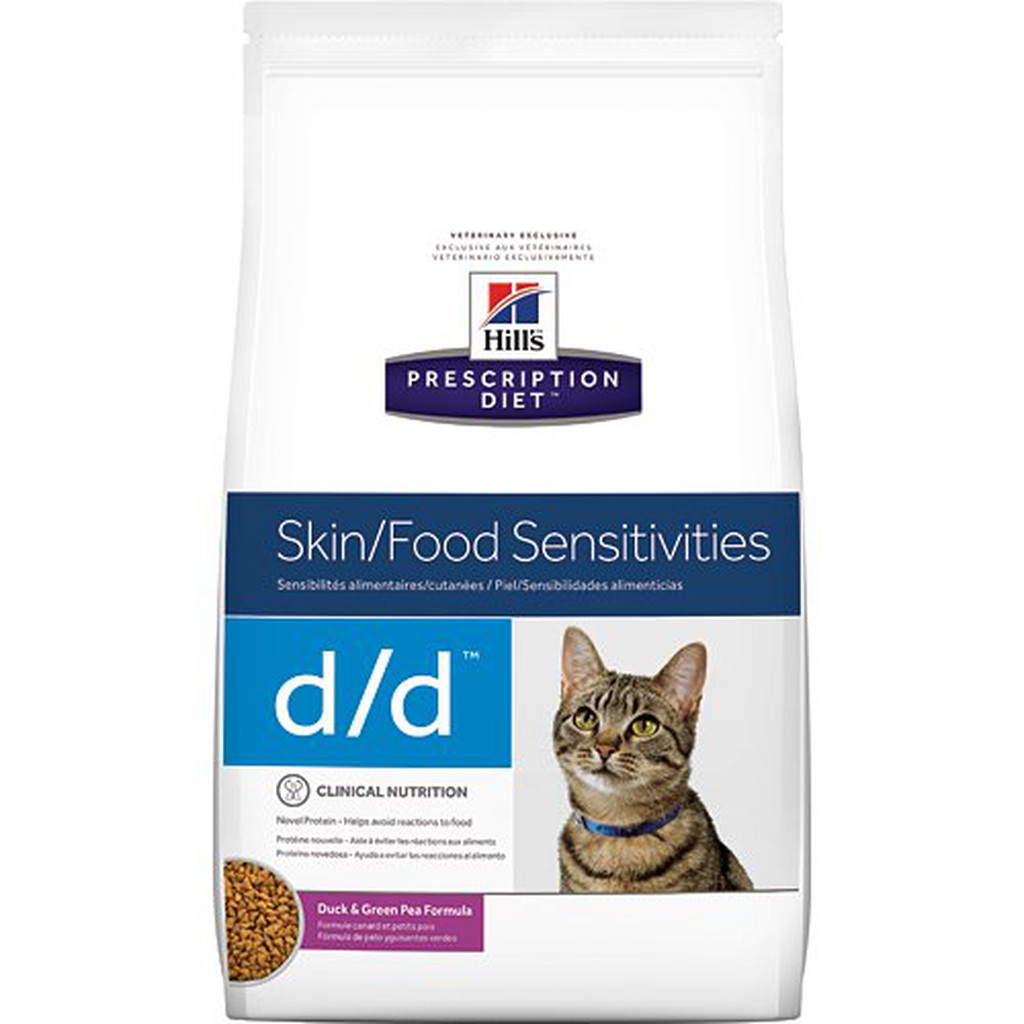 VETERINARY EXCLUSIVE
EXCLUSIVE AUX VÉTÉRINAIRES
VETERINARIO EXCLUSIVAMENTE
Hill's™
PRESCRIPTION
DIET™
Skin/Food Sensitivities
Sensibilités alimentaires/cutanées / Piel/Sensibilidades alimenticias
d/d™
CLINICAL NUTRITION
Novel Protein - Helps avoid reactions to food
Protéine nouvelle - Aide à éviter les réactions aux aliments
Proteína novedosa - Ayuda a evitar las reacciones al alimento
Duck & Green Pea Formula
Formule canard et petits pois
Fórmula de pato y guisantes verdes